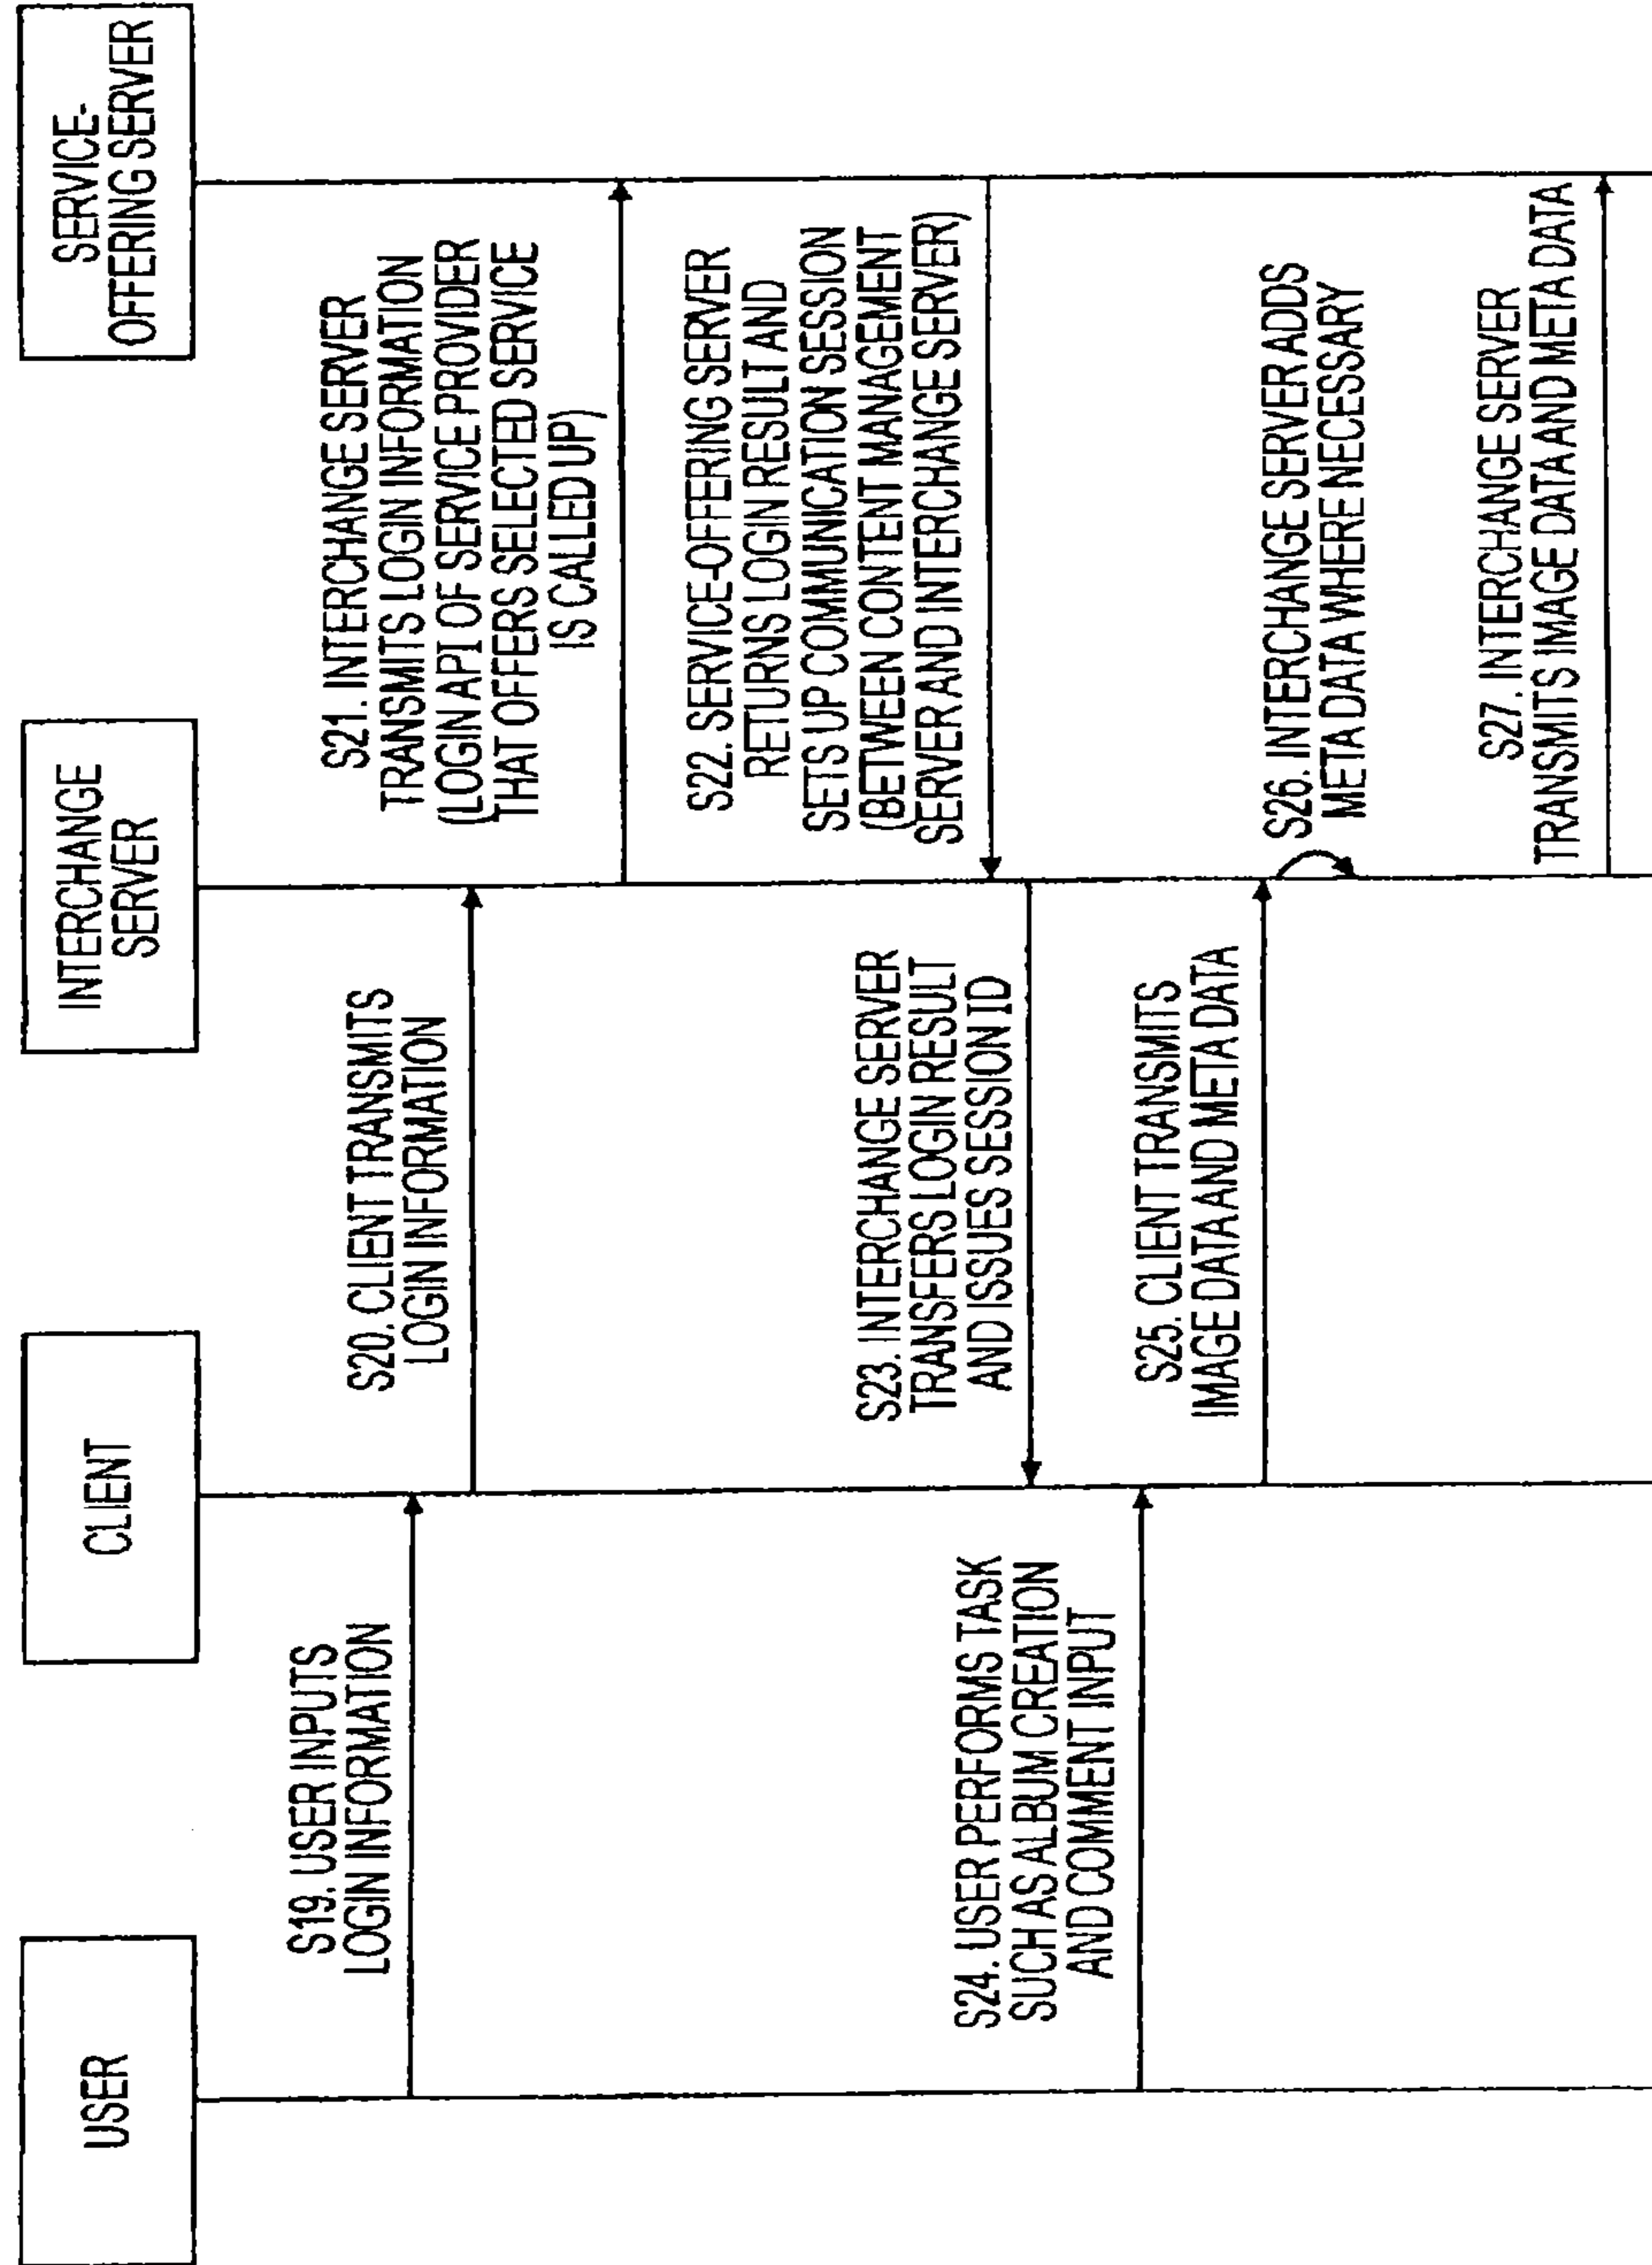 USER
CLIENT
INTERCHANGE
SERVER
SERVICE-
OFFERING SERVER
S19. USER INPUTS
LOGIN INFORMATION
S20. CLIENT TRANSMITS
LOGIN INFORMATION
S21. INTERCHANGE SERVER
TRANSMITS LOGIN INFORMATION
(LOGIN API OF SERVICE PROVIDER
THAT OFFERS SELECTED SERVICE
IS CALLED UP)
S22. SERVICE-OFFERING SERVER
RETURNS LOGIN RESULT AND
SETS UP COMMUNICATION SESSION
(BETWEEN CONTENT MANAGEMENT
SERVER AND INTERCHANGE SERVER)
S23. INTERCHANGE SERVER
TRANSFERS LOGIN RESULT
AND ISSUES SESSION ID
S24. USER PERFORMS TASK
SUCH AS ALBUM CREATION
AND COMMENT INPUT
S25. CLIENT TRANSMITS
IMAGE DATA AND META DATA
S26. INTERCHANGE SERVER ADDS
META DATA WHERE NECESSARY
S27. INTERCHANGE SERVER
TRANSMITS IMAGE DATA AND META DATA